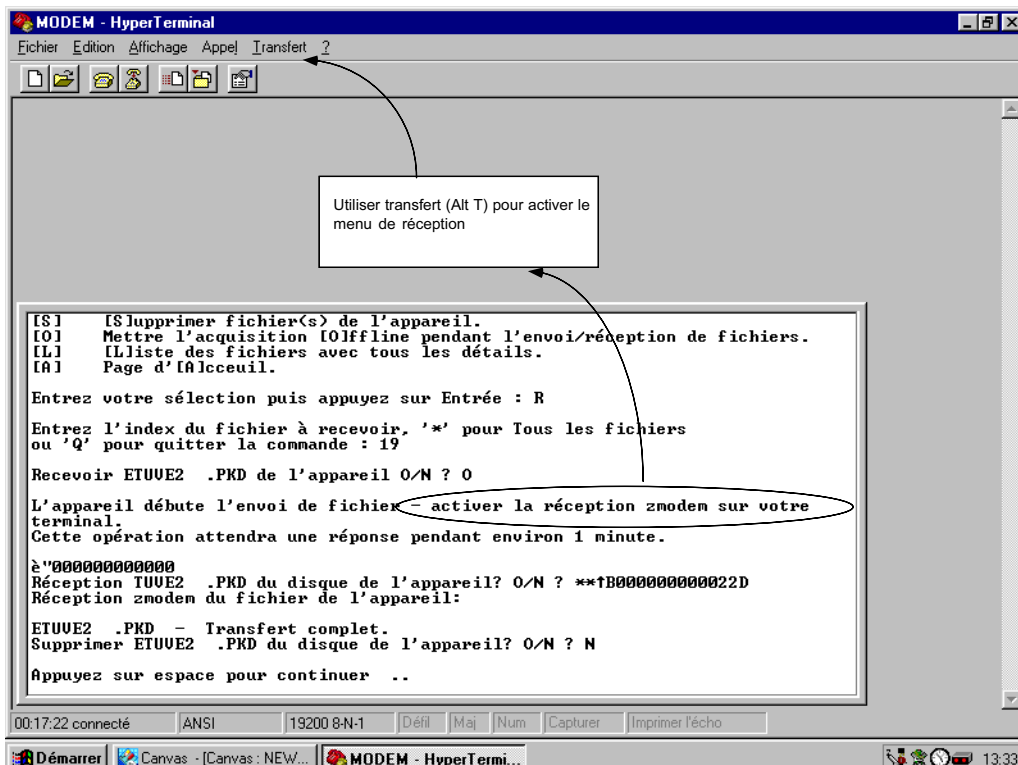 MODEM - HyperTerminal
Fichier Edition Affichage Appel Transfert ?
Utiliser transfert (Alt T) pour activer le
menu de réception
[S] [S]upprimer fichier(s) de l'appareil.
[O] Mettre l'acquisition [O]ffline pendant l'envoi/réception de fichiers.
[L] [L]iste des fichiers avec tous les détails.
[A] Page d'[A]cceuil.
Entrez votre sélection puis appuyez sur Entrée : R
Entrez l'index du fichier à recevoir, '*' pour Tous les fichiers
ou 'Q' pour quitter la commande : 19
Recevoir ETUVE2 .PKD de l'appareil O/N ? O
L'appareil débute l'envoi de fichier - activer la réception zmodem sur votre
terminal.
Cette opération attendra une réponse pendant environ 1 minute.
è"000000000000
Réception TUVE2 .PKD du disque de l'appareil? O/N ? **↑B000000000022D
Réception zmodem du fichier de l'appareil:
ETUVE2 .PKD - Transfert complet.
Supprimer ETUVE2 .PKD du disque de l'appareil? O/N ? N
Appuyez sur espace pour continuer ..
00:17:22 connecté ANSI 19200 8-N-1 Défil Maj Num Capturer Imprimer l'écho
Démarrer Canvas - [Canvas : NEW... MODEM - HyperTermi... 13:33